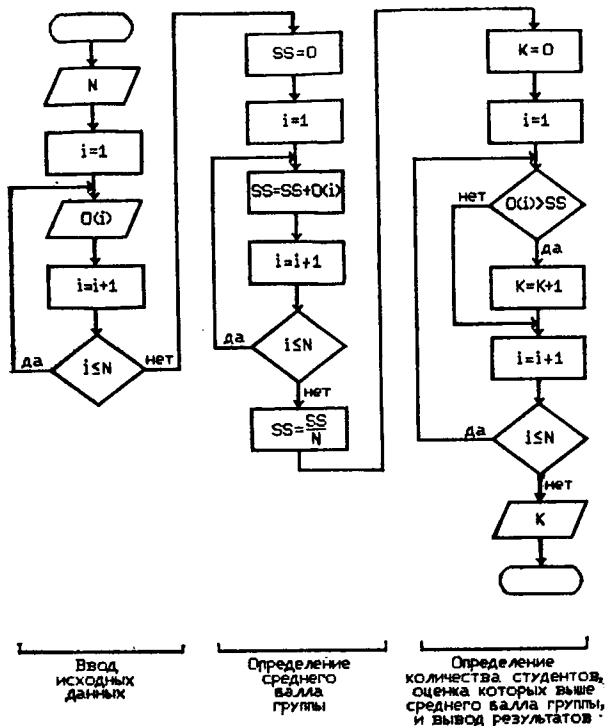 N
i=1
O(i)
i=i+1
i≤N
да
нет
SS=0
i=1
SS=SS+O(i)
i=i+1
i≤N
да
нет
SS=SS/N
K=0
i=1
O(i)>SS
нет
да
K=K+1
i=i+1
i≤N
да
нет
K
Ввод
исходных
данных
Определение
среднего
балла
группы
Определение
количества студентов,
оценка которых выше
среднего балла группы,
и вывод результатов